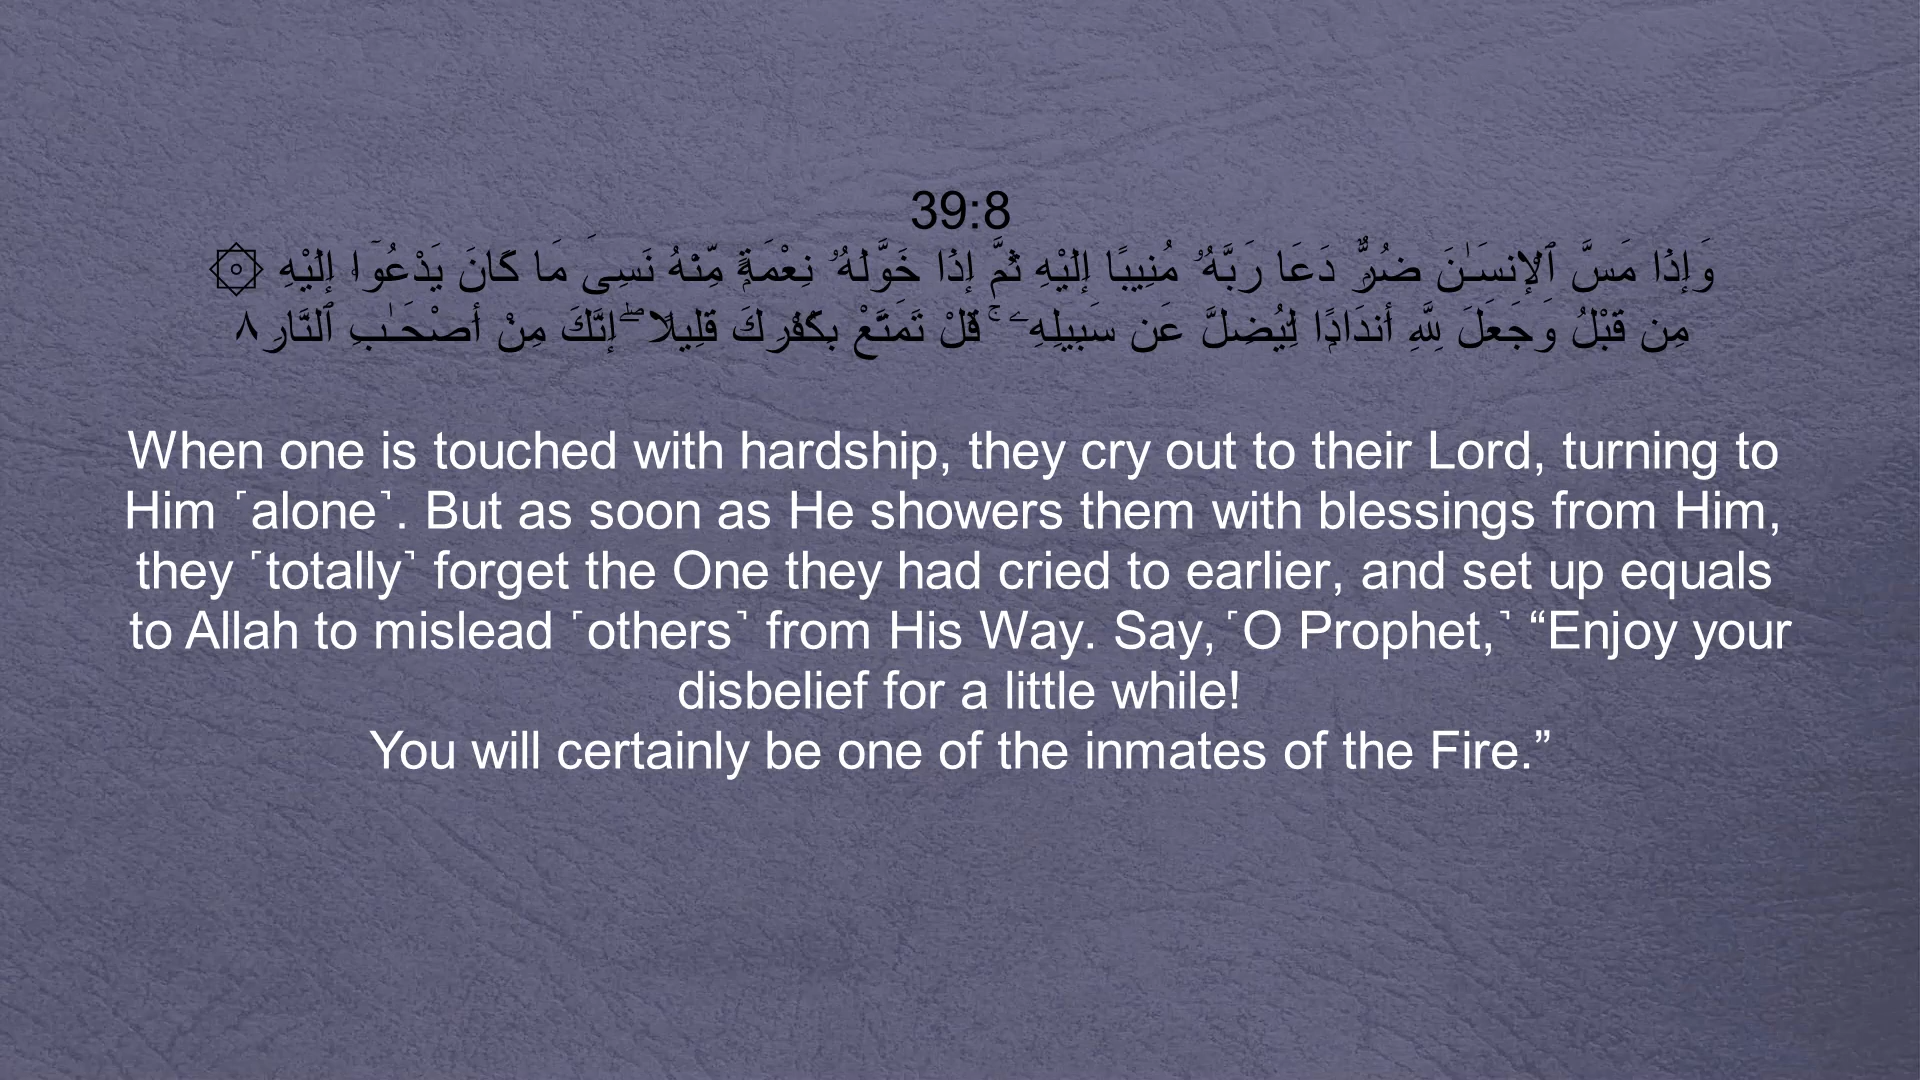 39:8
۞ وَإِذَا مَسَّ ٱلْإِنسَـٰنَ ضُرٌّۭ دَعَا رَبَّهُۥ مُنِيبًا إِلَيْهِ ثُمَّ إِذَا خَوَّلَهُۥ نِعْمَةًۭ مِّنْهُ نَسِىَ مَا كَانَ يَدْعُوٓا۟ إِلَيْهِ
مِن قَبْلُ وَجَعَلَ لِلَّهِ أَندَادًۭا لِّيُضِلَّ عَن سَبِيلِهِۦ ۚ قُلْ تَمَتَّعْ بِكُفْرِكَ قَلِيلًا ۖ إِنَّكَ مِنْ أَصْحَـٰبِ ٱلنَّارِ ٨
When one is touched with hardship, they cry out to their Lord, turning to
Him ˹alone˺. But as soon as He showers them with blessings from Him,
they ˹totally˺ forget the One they had cried to earlier, and set up equals
to Allah to mislead ˹others˺ from His Way. Say, ˹O Prophet,˺ “Enjoy your
disbelief for a little while!
You will certainly be one of the inmates of the Fire.”